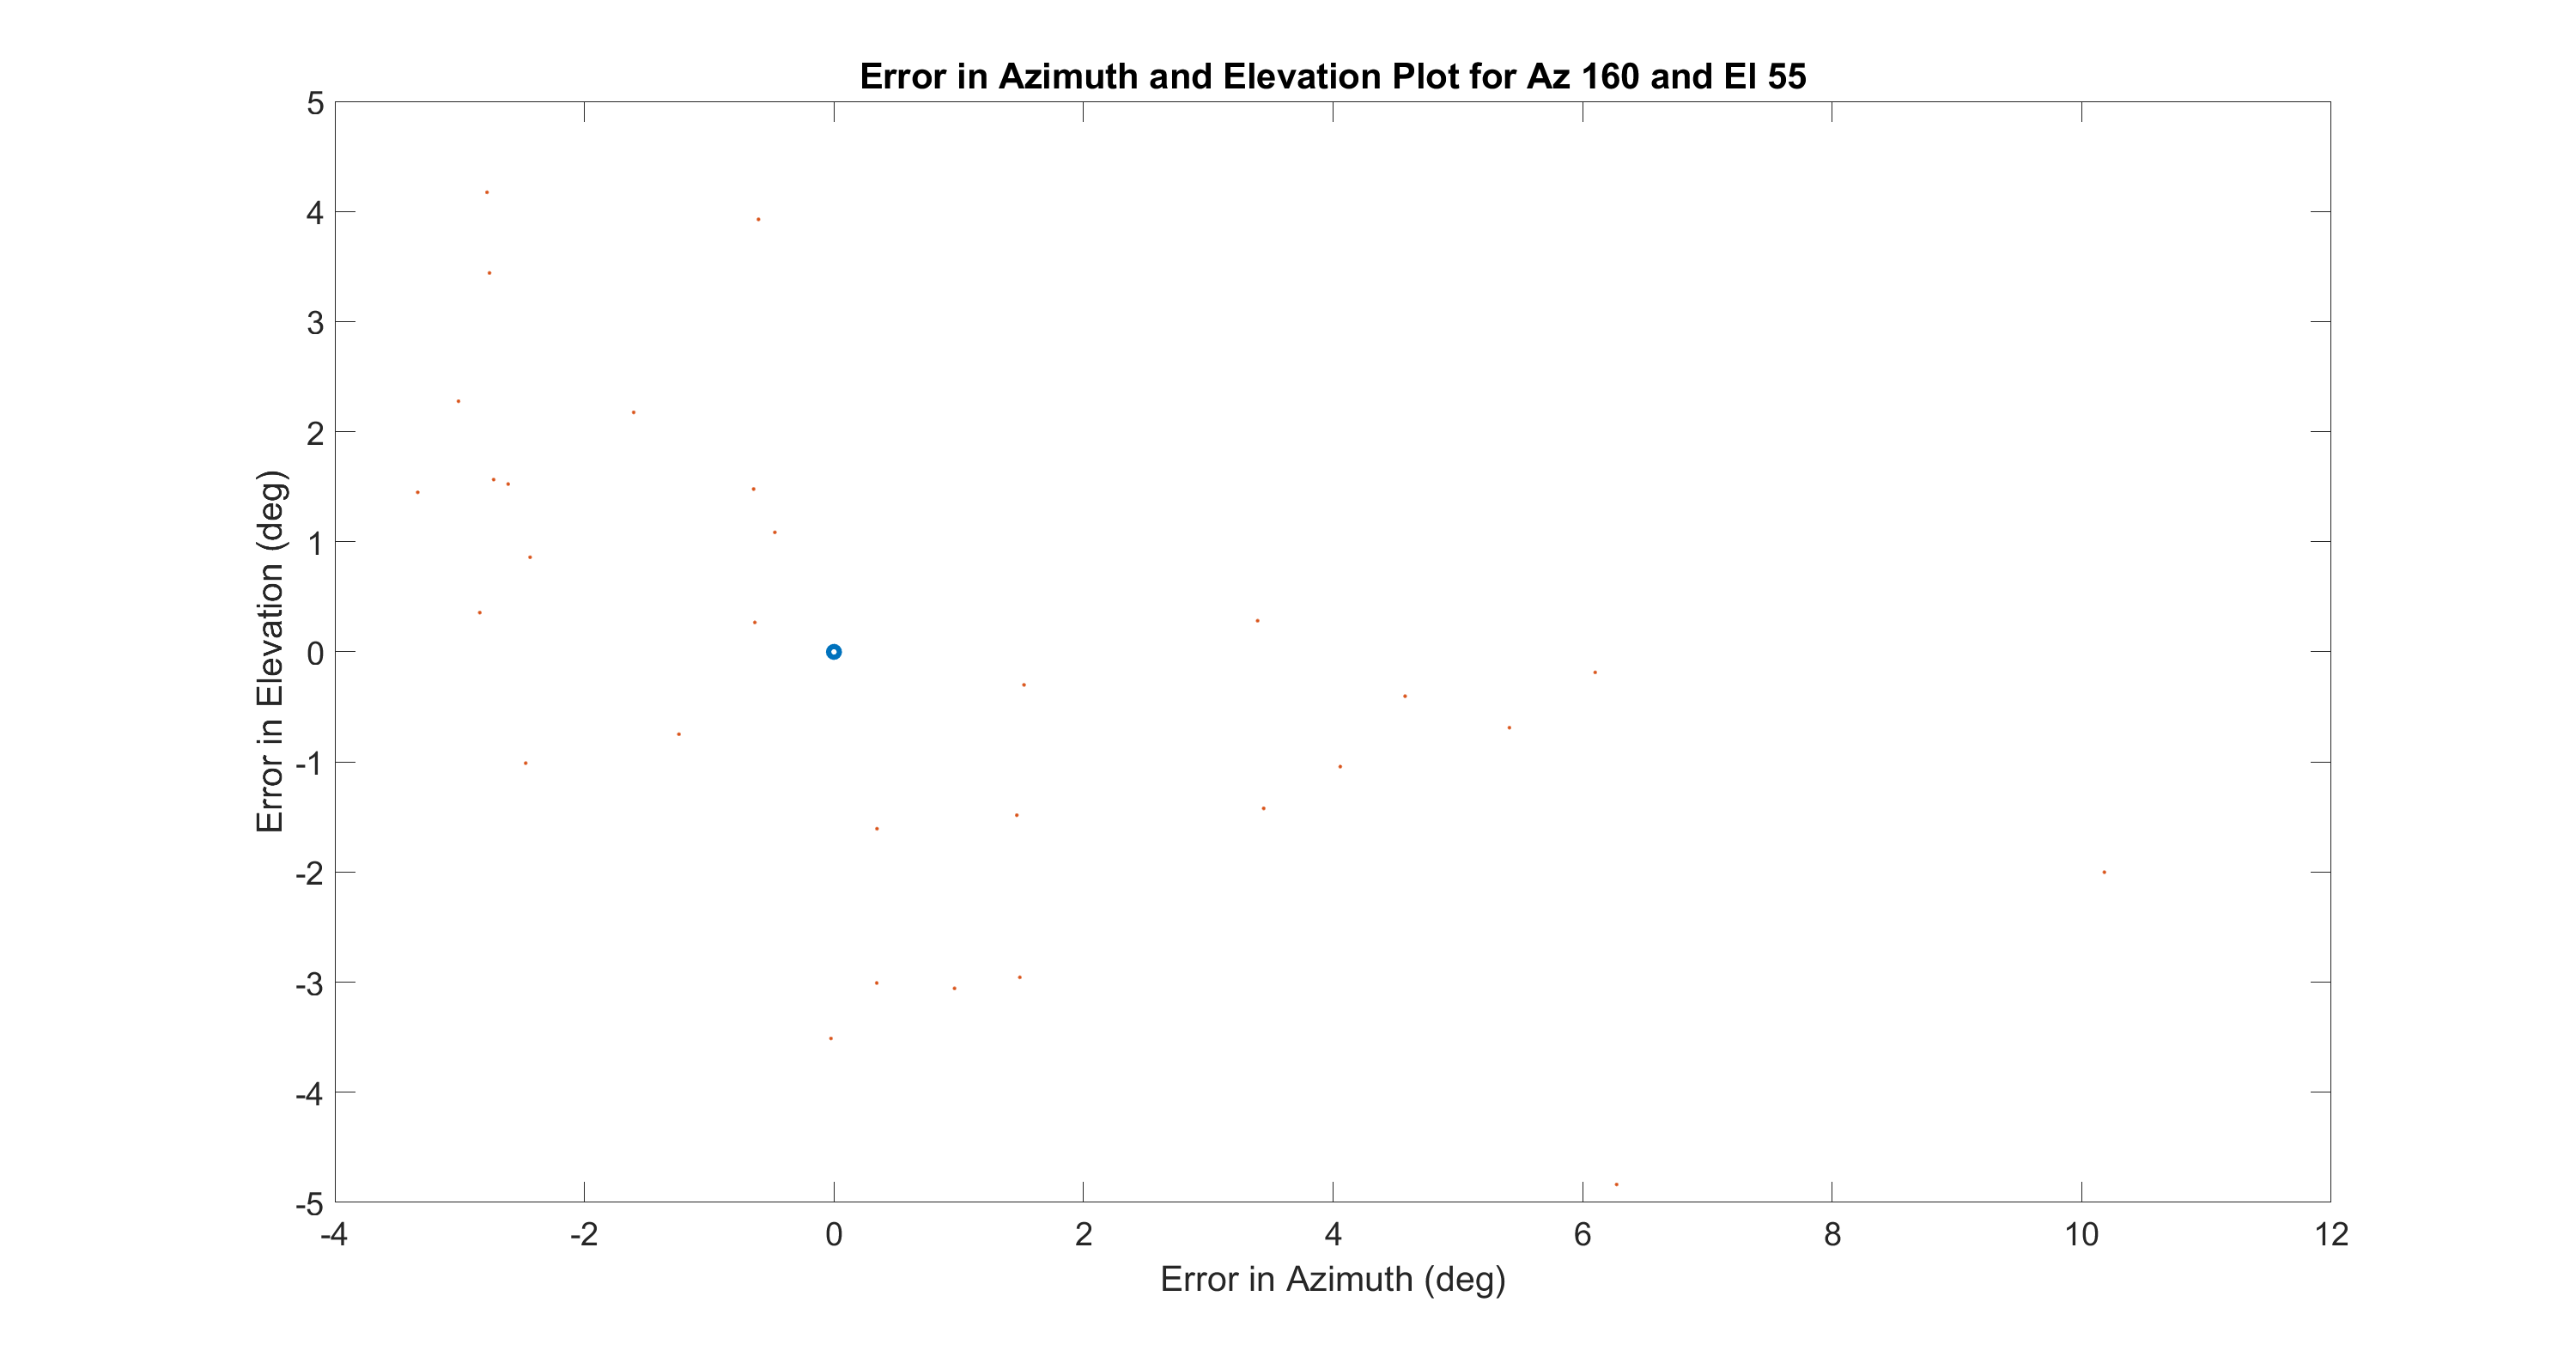 Error in Azimuth and Elevation Plot for Az 160 and El 55
5
4
3
2
1
0
-1
-2
-3
-4
-5
Error in Elevation (deg)
-4 -2 0 2 4 6 8 10 12
Error in Azimuth (deg)